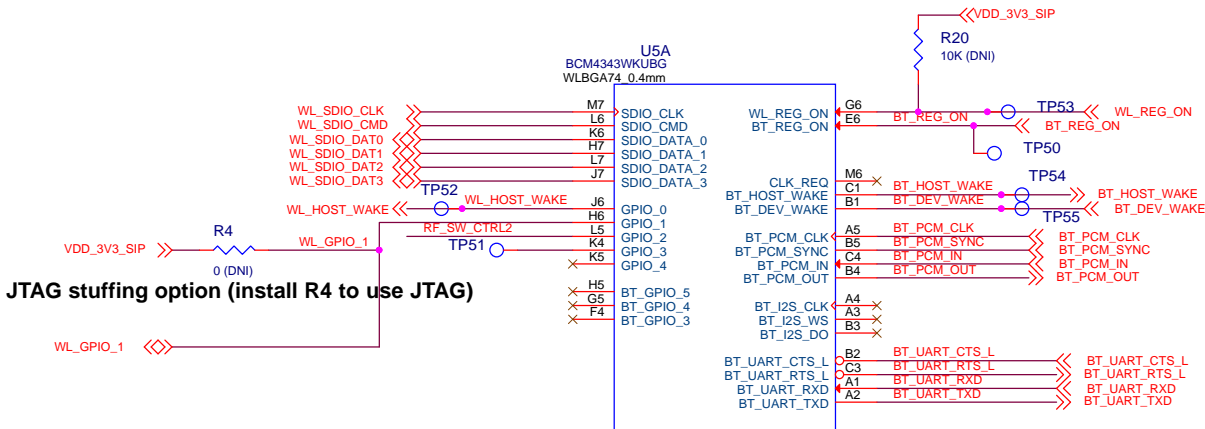 VDD_3V3_SIP
R20
10K (DNI)
U5A
BCM4343WKUBG
WLBGA74_0.4mm
WL_SDIO_CLK
M7
SDIO_CLK
WL_SDIO_CMD
L6
SDIO_CMD
WL_SDIO_DAT0
K6
SDIO_DATA_0
WL_SDIO_DAT1
H7
SDIO_DATA_1
WL_SDIO_DAT2
L7
SDIO_DATA_2
WL_SDIO_DAT3
J7
SDIO_DATA_3
TP52
WL_HOST_WAKE
WL_HOST_WAKE
J6
GPIO_0
H6
GPIO_1
RF_SW_CTRL2
L5
GPIO_2
TP51
K4
GPIO_3
K5
GPIO_4
R4
VDD_3V3_SIP
WL_GPIO_1
0 (DNI)
JTAG stuffing option (install R4 to use JTAG)
WL_GPIO_1
H5
BT_GPIO_5
G5
BT_GPIO_4
F4
BT_GPIO_3
WL_REG_ON
G6
TP53
WL_REG_ON
BT_REG_ON
E6
BT_REG_ON
BT_REG_ON
TP50
CLK_REQ
M6
TP54
BT_HOST_WAKE
C1
BT_HOST_WAKE
BT_HOST_WAKE
BT_DEV_WAKE
B1
BT_DEV_WAKE
BT_DEV_WAKE
TP55
BT_PCM_CLK
A5
BT_PCM_CLK
BT_PCM_CLK
BT_PCM_SYNC
B5
BT_PCM_SYNC
BT_PCM_SYNC
BT_PCM_IN
C4
BT_PCM_IN
BT_PCM_IN
BT_PCM_OUT
B4
BT_PCM_OUT
BT_PCM_OUT
BT_I2S_CLK
A4
BT_I2S_WS
A3
BT_I2S_DO
B3
BT_UART_CTS_L
B2
BT_UART_CTS_L
BT_UART_CTS_L
BT_UART_RTS_L
C3
BT_UART_RTS_L
BT_UART_RTS_L
BT_UART_RXD
A1
BT_UART_RXD
BT_UART_RXD
BT_UART_TXD
A2
BT_UART_TXD
BT_UART_TXD